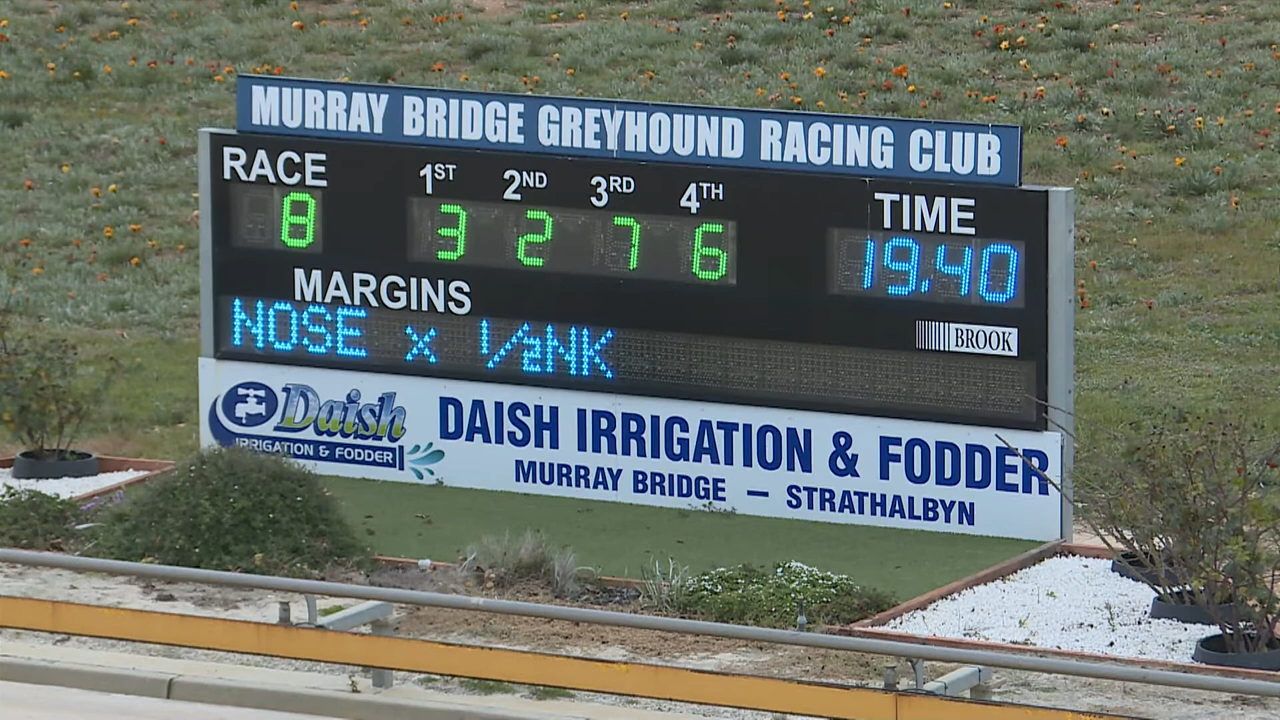 MURRAY BRIDGE GREYHOUND RACING CLUB
RACE 1ST 2ND 3RD 4TH TIME
8 3 2 7 6 19.40
MARGINS
NOSE x 1/2NK
BROOK
Daish
IRRIGATION & FODDER
DAISH IRRIGATION & FODDER
MURRAY BRIDGE – STRATHALBYN